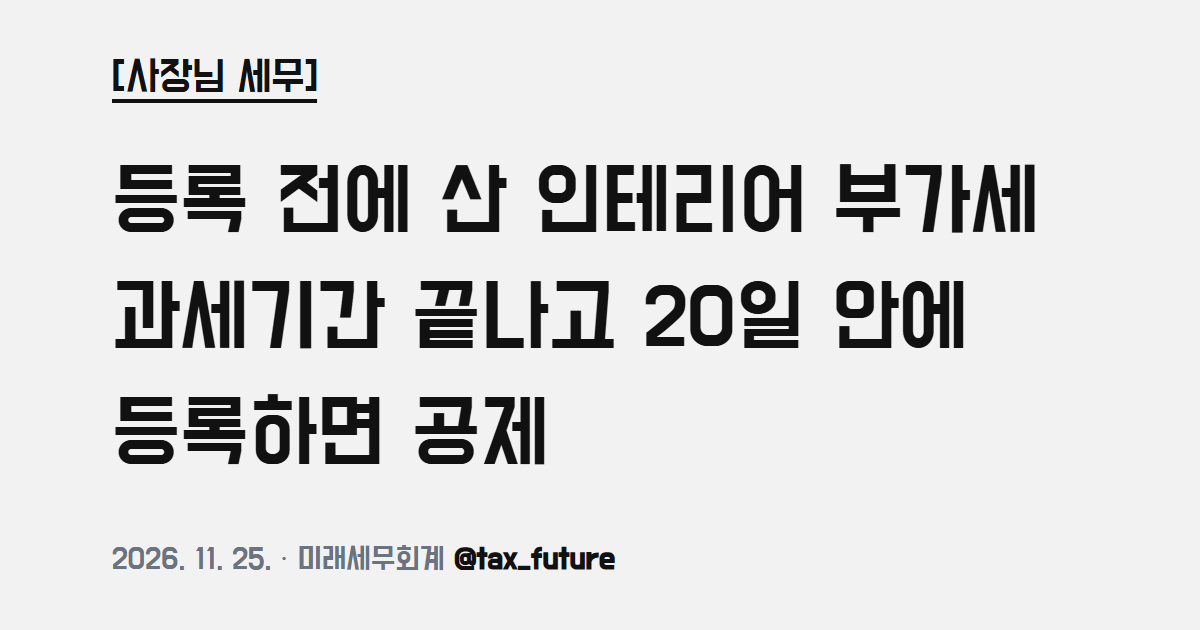 [사장님 세무]
등록 전에 산 인테리어 부가세
과세기간 끝나고 20일 안에
등록하면 공제
2026. 11. 25. · 미래세무회계 @tax_future